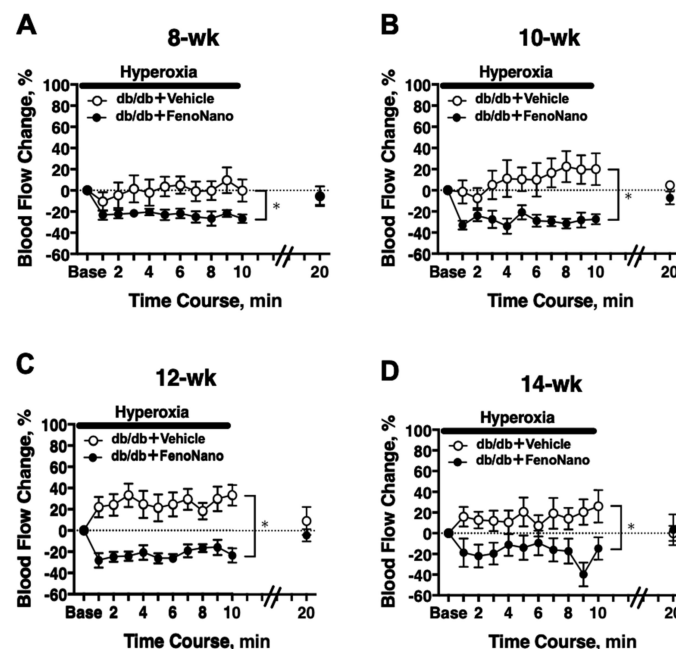 A
8-wk
Hyperoxia
db/db+Vehicle
db/db+FenoNano
Blood Flow Change, %
100
80
60
40
20
0
-20
-40
-60
*
Base 2 4 6 8 10 20
Time Course, min
B
10-wk
Hyperoxia
db/db+Vehicle
db/db+FenoNano
Blood Flow Change, %
100
80
60
40
20
0
-20
-40
-60
*
Base 2 4 6 8 10 20
Time Course, min
C
12-wk
Hyperoxia
db/db+Vehicle
db/db+FenoNano
Blood Flow Change, %
100
80
60
40
20
0
-20
-40
-60
*
Base 2 4 6 8 10 20
Time Course, min
D
14-wk
Hyperoxia
db/db+Vehicle
db/db+FenoNano
Blood Flow Change, %
100
80
60
40
20
0
-20
-40
-60
*
Base 2 4 6 8 10 20
Time Course, min